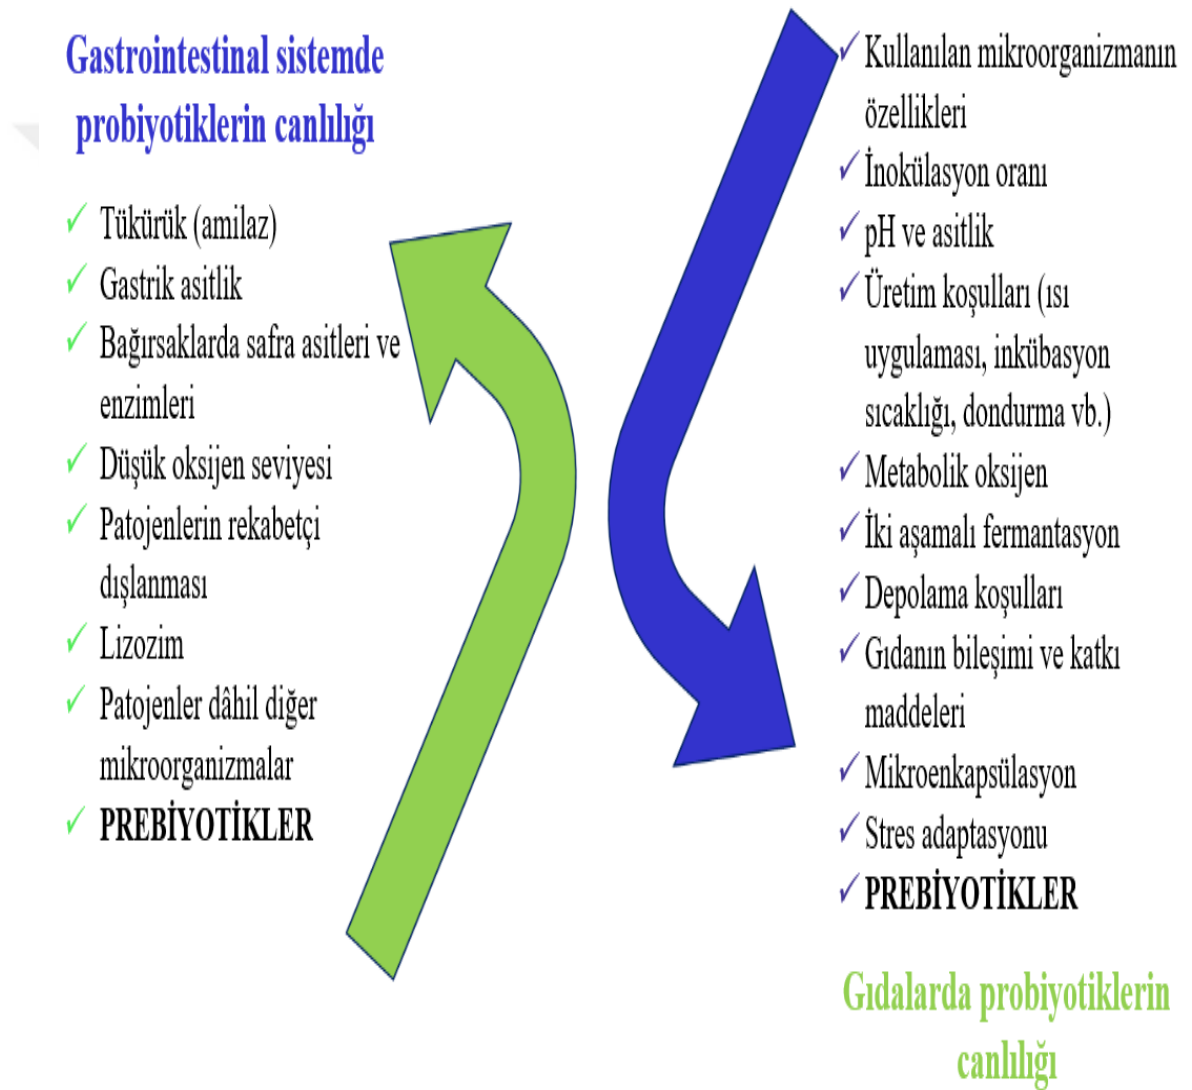 Gastrointestinal sistemde
probiyotiklerin canlılığı
✓ Tükürük (amilaz)
✓ Gastrik asitlik
✓ Bağırsaklarda safra asitleri ve
enzimleri
✓ Düşük oksijen seviyesi
✓ Patojenlerin rekabetçi
dışlanması
✓ Lizozim
✓ Patojenler dâhil diğer
mikroorganizmalar
✓ PREBİYOTİKLER
✓ Kullanılan mikroorganizmanın
özellikleri
✓ İnokülasyon oranı
✓ pH ve asitlik
✓ Üretim koşulları (ısı
uygulaması, inkübasyon
sıcaklığı, dondurma vb.)
✓ Metabolik oksijen
✓ İki aşamalı fermantasyon
✓ Depolama koşulları
✓ Gıdanın bileşimi ve katkı
maddeleri
✓ Mikroenkapsülasyon
✓ Stres adaptasyonu
✓ PREBİYOTİKLER
Gıdalarda probiyotiklerin
canlılığı